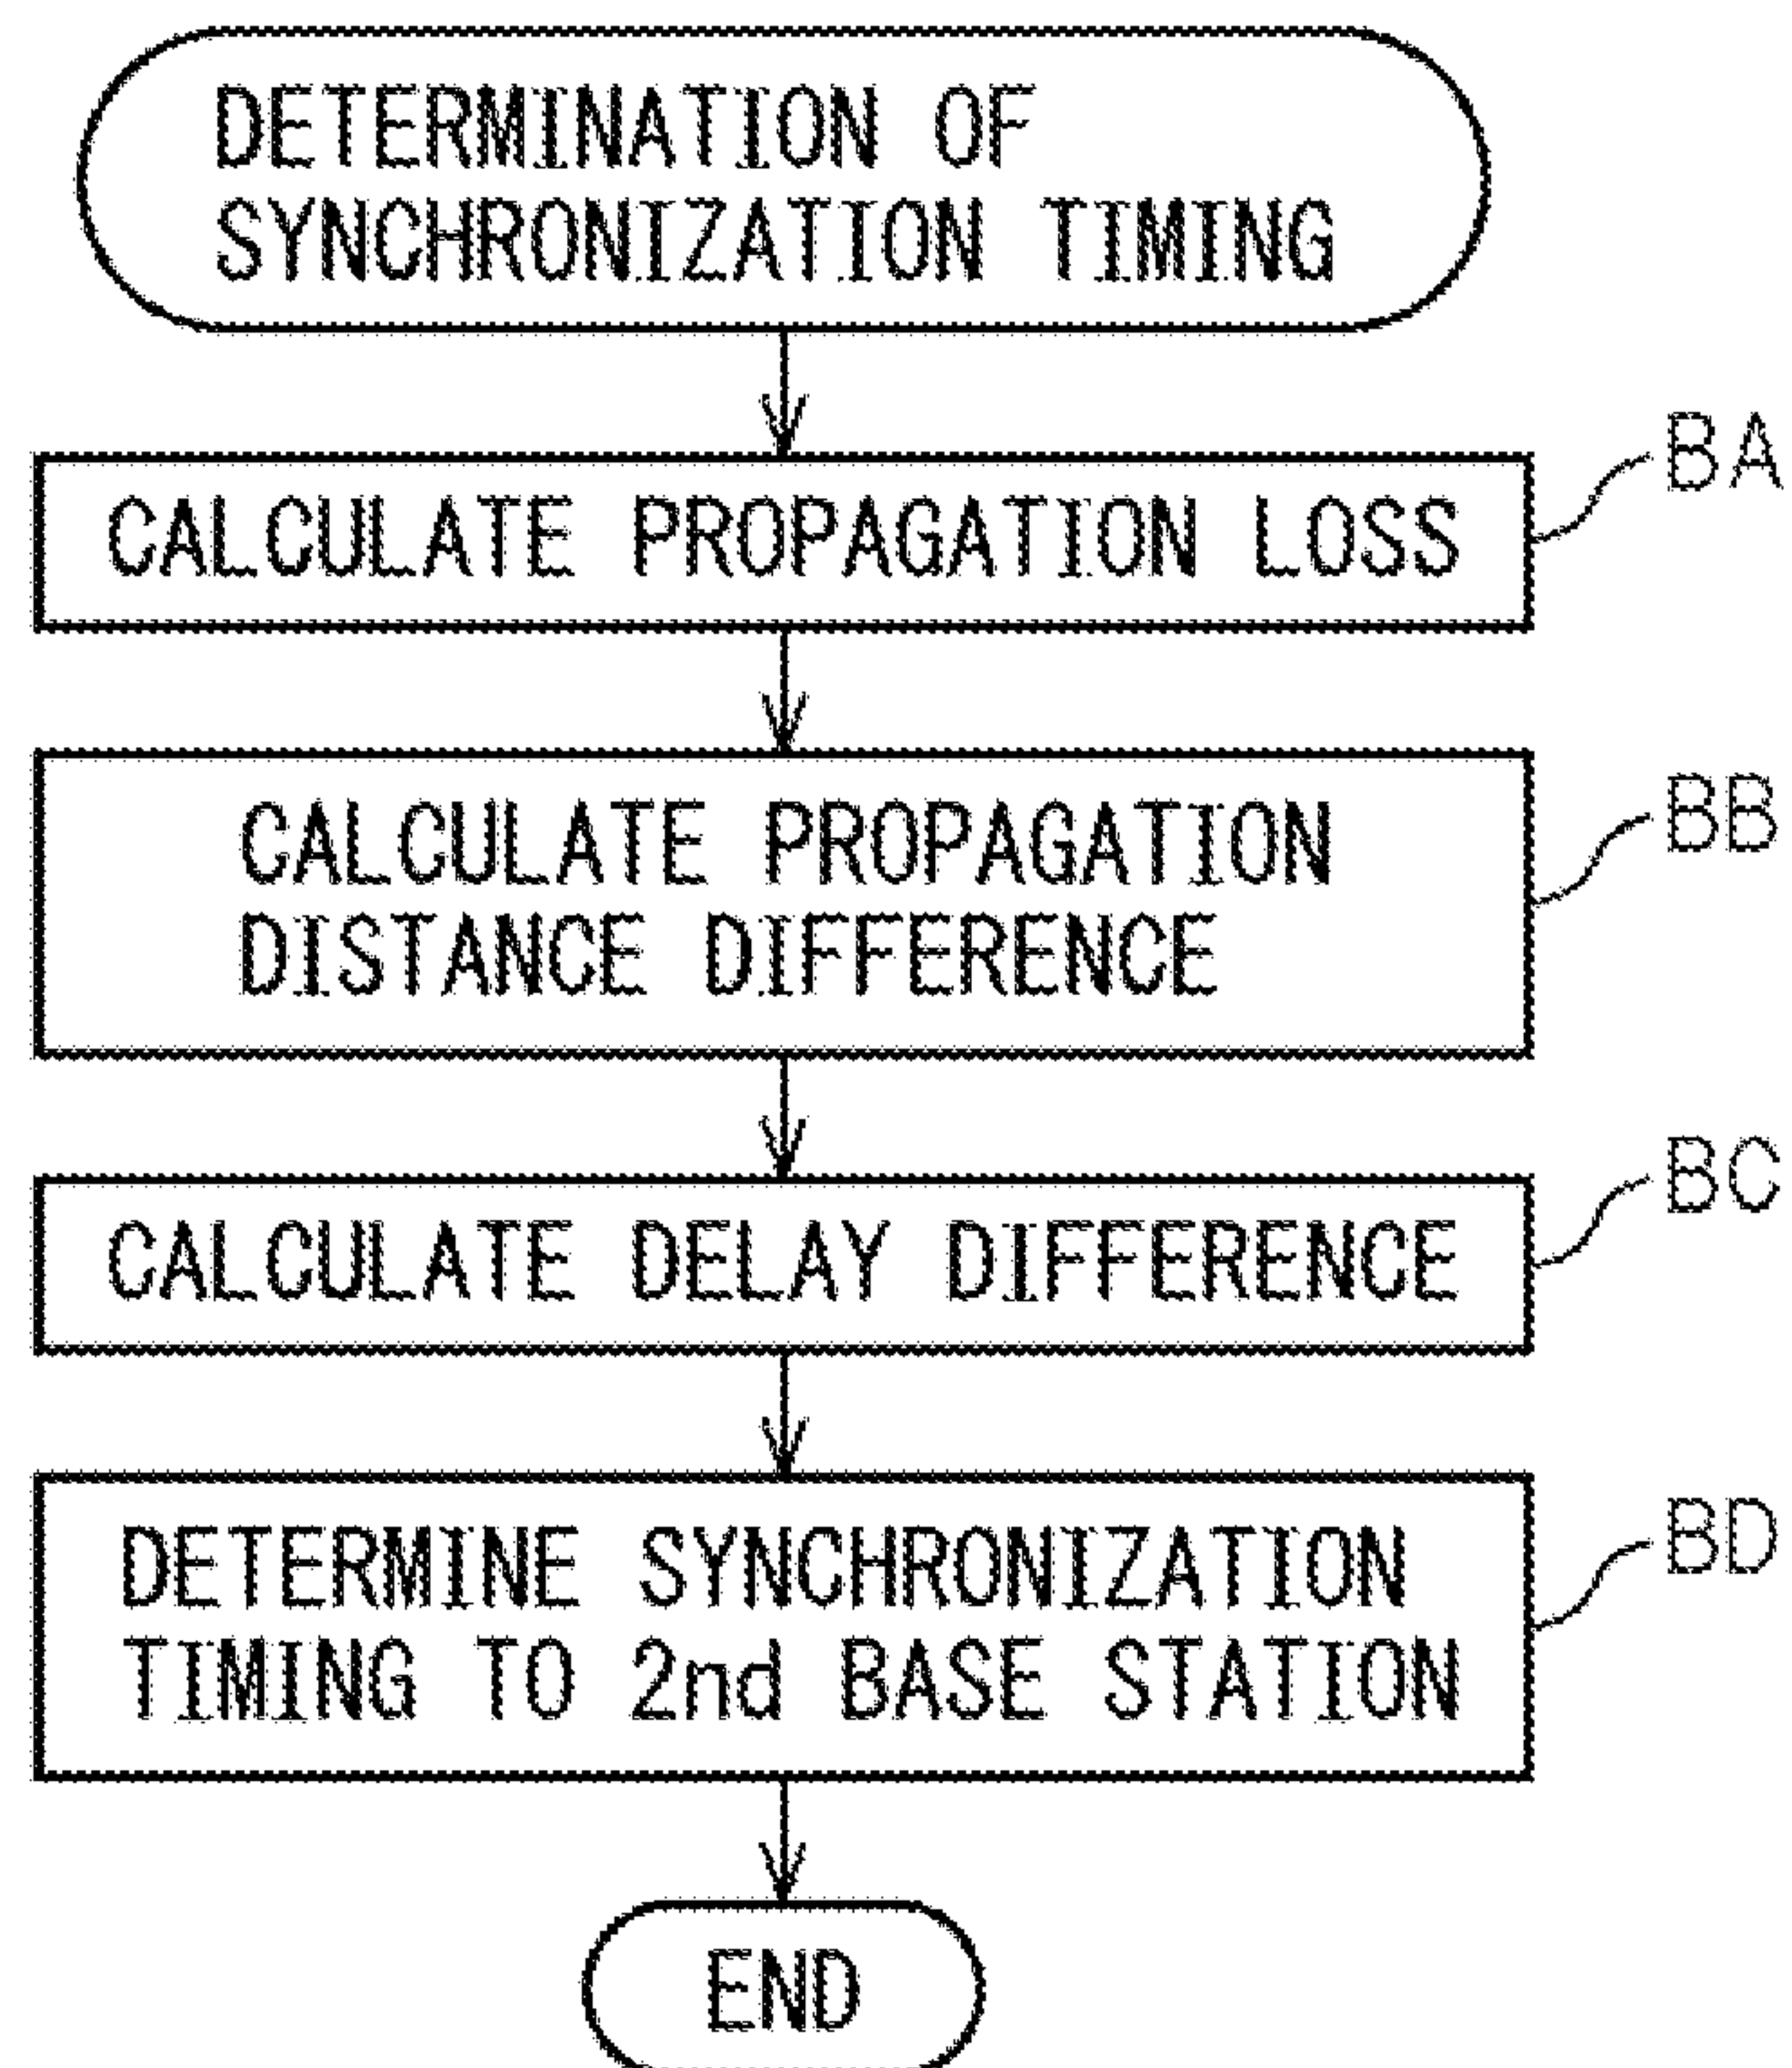 DETERMINATION OF
SYNCHRONIZATION TIMING
BA
CALCULATE PROPAGATION LOSS
BB
CALCULATE PROPAGATION
DISTANCE DIFFERENCE
BC
CALCULATE DELAY DIFFERENCE
BD
DETERMINE SYNCHRONIZATION
TIMING TO 2nd BASE STATION
END